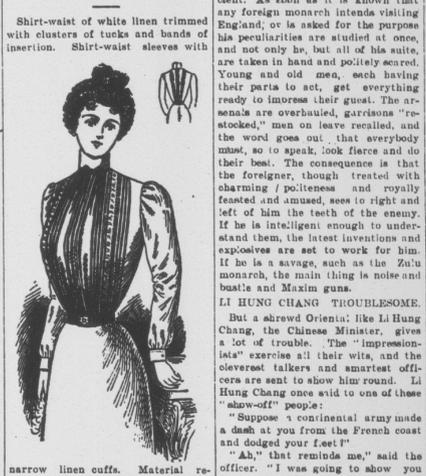 Shirt-waist of white linen trimmed
with clusters of tucks and bands of
insertion. Shirt-waist sleeves with
narrow linen cuffs. Material re-
cient. As soon as it is known that
any foreign monarch intends visiting
England, or is asked for the purpose
his peculiarities are studied at once,
and not only he, but all of his suite,
are taken in hand and politely scared.
Young and old men, each having
their parts to act, get everything
ready to impress their guest. The ar-
senals are overhauled, garrisons "re-
stocked," men on leave recalled, and
the word goes out that everybody
must, so to speak, look fierce and do
their best. The consequence is that
the foreigner, though treated with
charming politeness and royally
feasted and amused, sees to right and
left of him the teeth of the enemy.
If he is intelligent enough to under-
stand them, the latest inventions and
explosives are set to work for him.
If he is a savage, such as the Zulu
monarch, the main thing is noise and
bustle and Maxim guns.
LI HUNG CHANG TROUBLESOME.
But a shrewd Oriental like Li Hung
Chang, the Chinese Minister, gives
a lot of trouble. The "impression-
ists" exercise all their wits, and the
cleverest talkers and smartest offi-
cers are sent to show him round. Li
Hung Chang once said to one of these
"show-off" people:
"Suppose a continental army made
a dash at you from the French coast
and dodged your fleet?"
"Ah," that reminds me," said the
officer. "I was going to show you